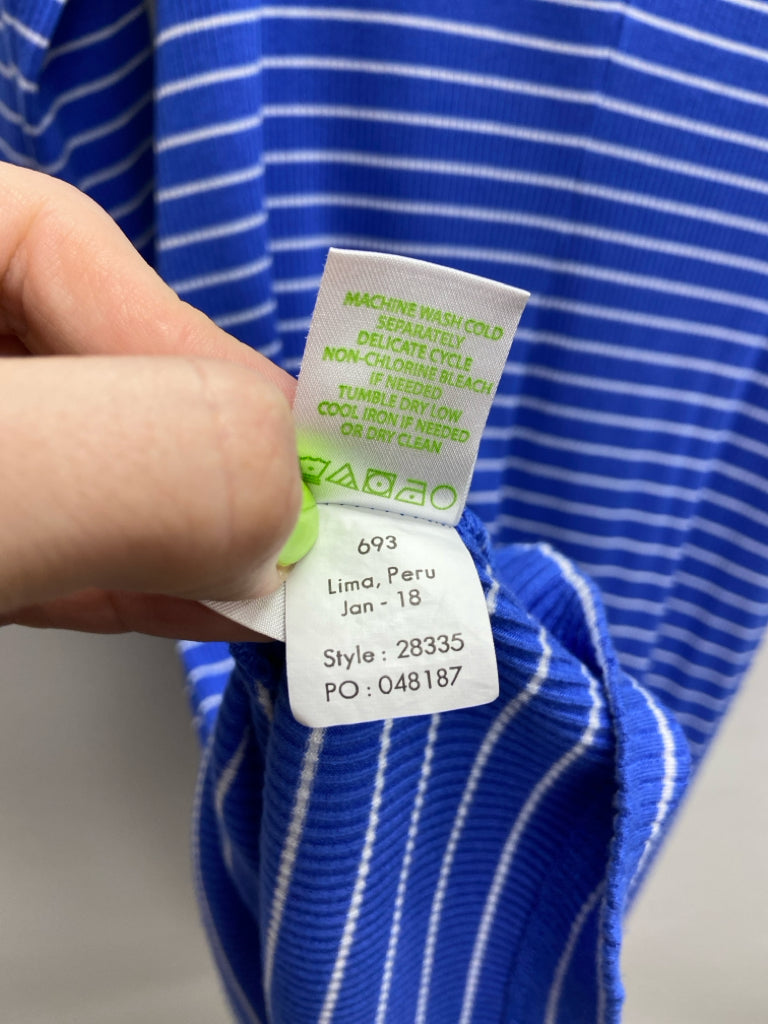 MACHINE WASH COLD
SEPARATELY
DELICATE CYCLE
NON-CHLORINE BLEACH
IF NEEDED
TUMBLE DRY LOW
COOL IRON IF NEEDED
OR DRY CLEAN
693
Lima, Peru
Jan - 18
Style : 28335
PO : 048187